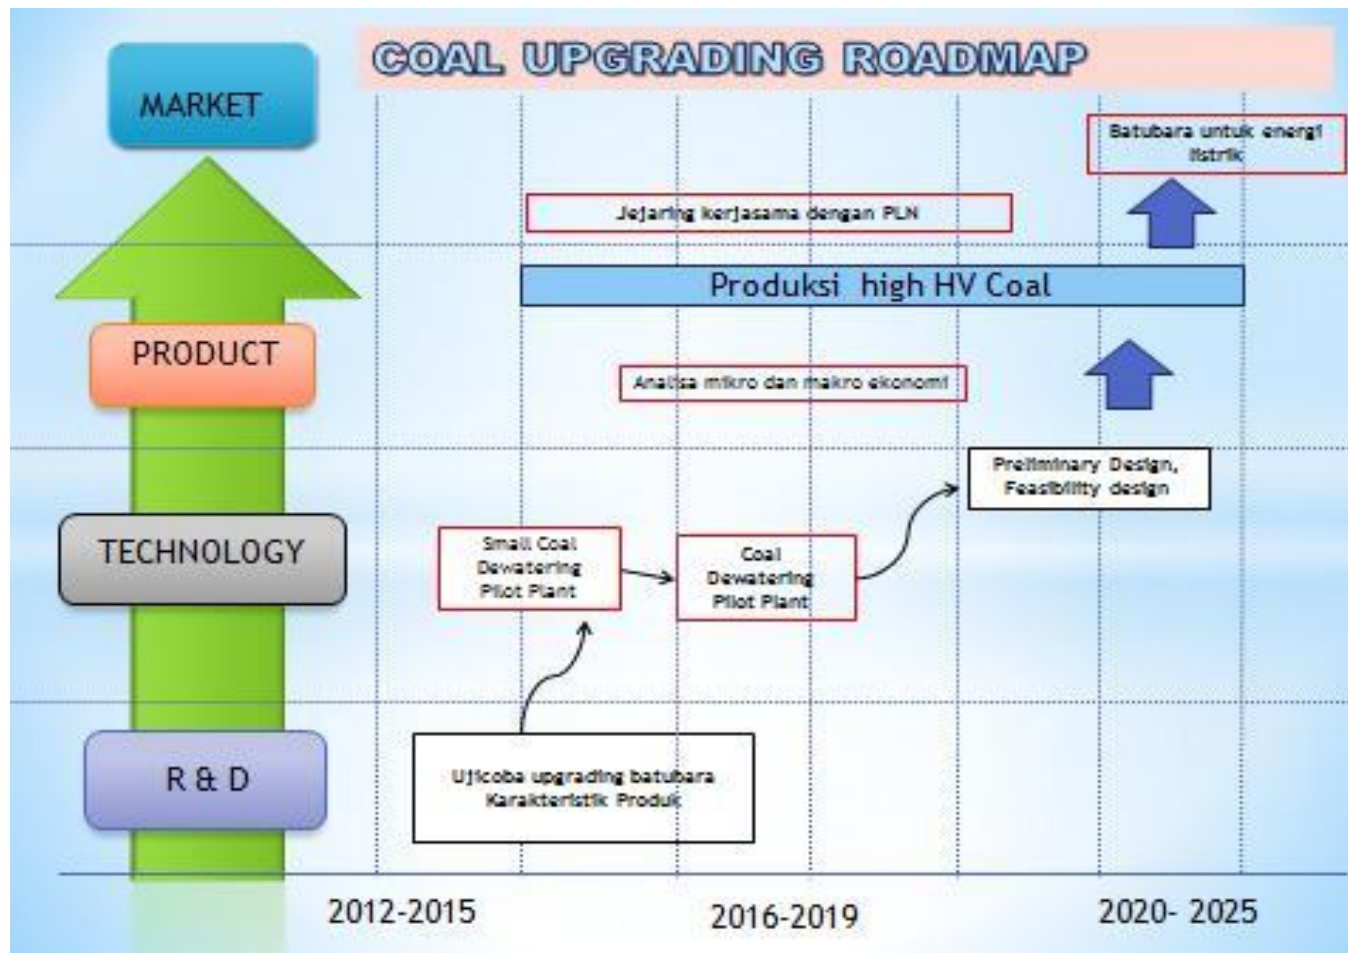 COAL UPGRADING ROADMAP
MARKET
Batubara untuk energi
listrik
Jejaring kerjasama dengan PLN
Produksi high HV Coal
PRODUCT
Analisa mikro dan makro ekonomi
Preliminary Design,
Feasibility design
TECHNOLOGY
Small Coal
Dewatering
Pilot Plant
Coal
Dewatering
Pilot Plant
R & D
Ujicoba upgrading batubara
Karakteristik Produk
2012-2015
2016-2019
2020- 2025